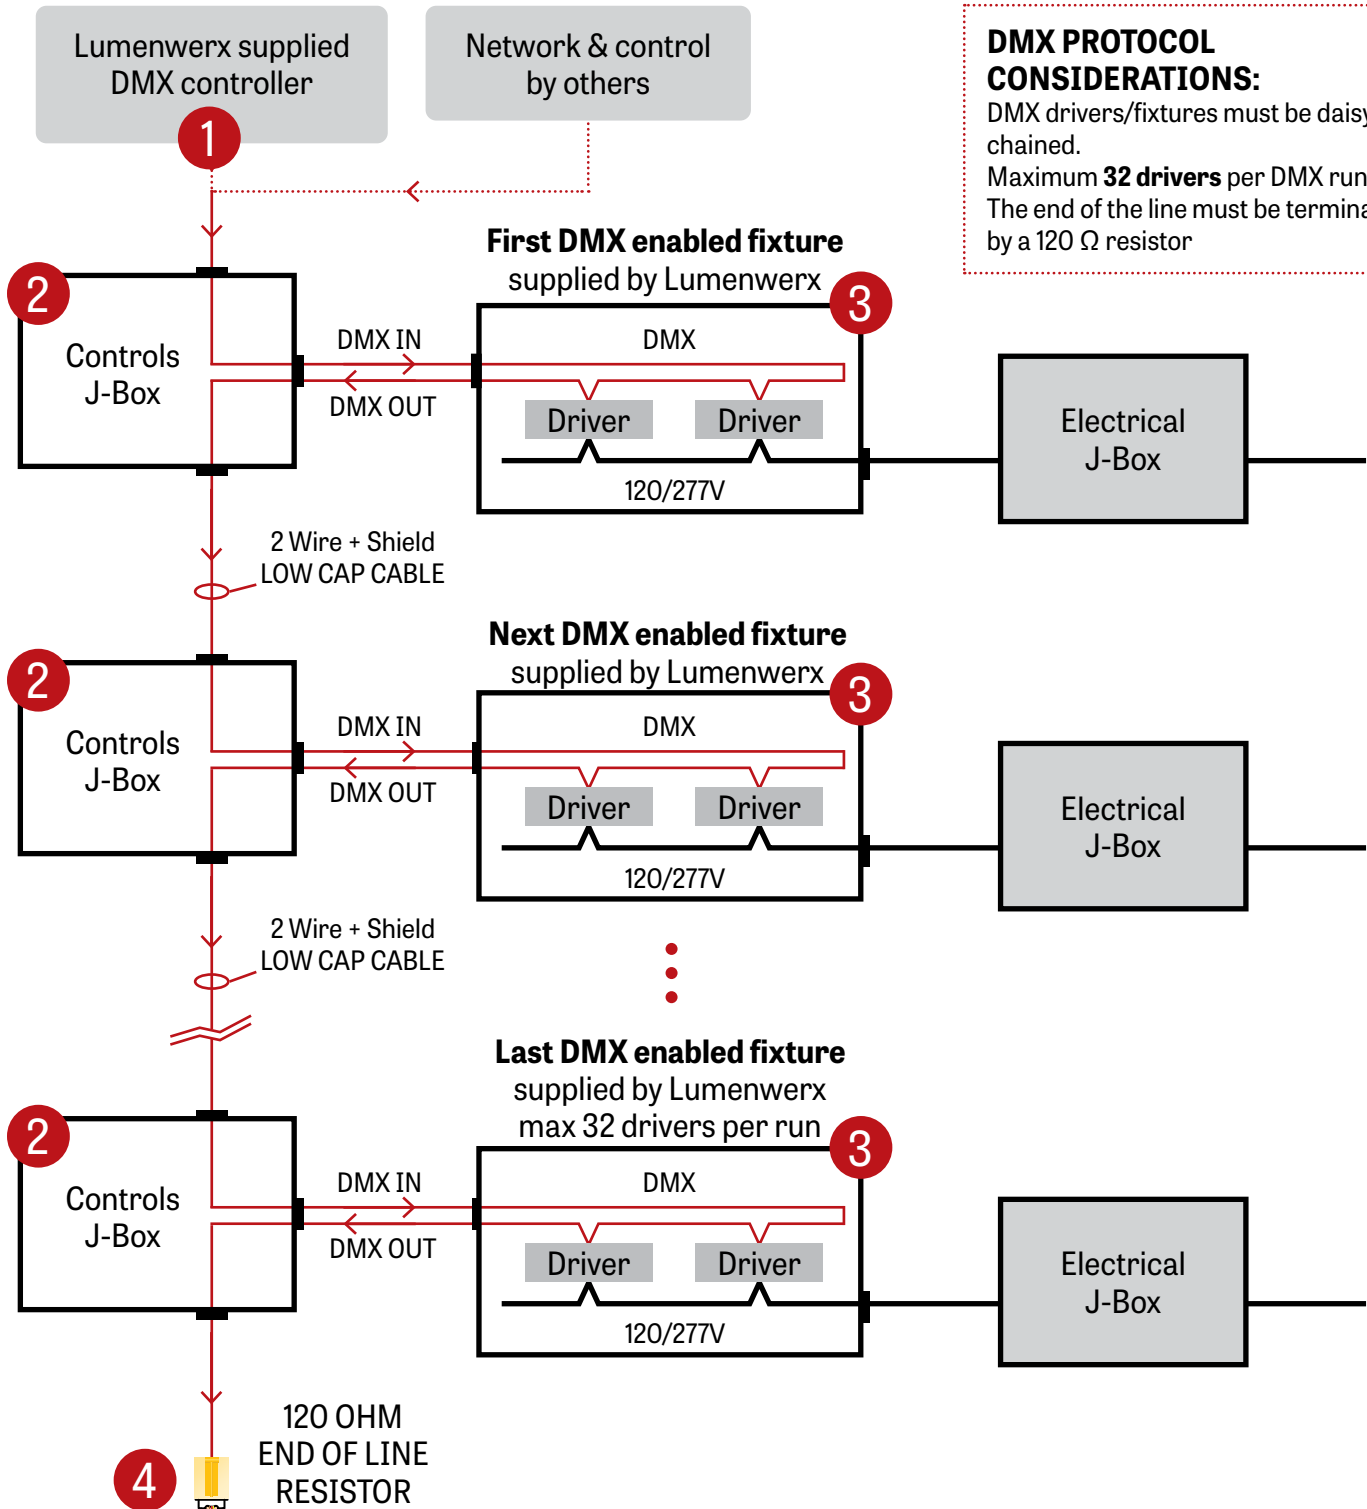 Lumenwerx supplied
DMX controller
1
Network & control
by others
DMX PROTOCOL
CONSIDERATIONS:
DMX drivers/fixtures must be daisy
chained.
Maximum 32 drivers per DMX run
The end of the line must be
by a 120 Ω resistor
First DMX enabled fixture
supplied by Lumenwerx
2
Controls
J-Box
DMX IN
DMX OUT
3
DMX
Driver
Driver
120/277V
Electrical
J-Box
2 Wire + Shield
LOW CAP CABLE
Next DMX enabled fixture
supplied by Lumenwerx
2
Controls
J-Box
DMX IN
DMX OUT
3
DMX
Driver
Driver
120/277V
Electrical
J-Box
2 Wire + Shield
LOW CAP CABLE
Last DMX enabled fixture
supplied by Lumenwerx
max 32 drivers per run
2
Controls
J-Box
DMX IN
DMX OUT
3
DMX
Driver
Driver
120/277V
Electrical
J-Box
4
120 OHM
END OF LINE
RESISTOR